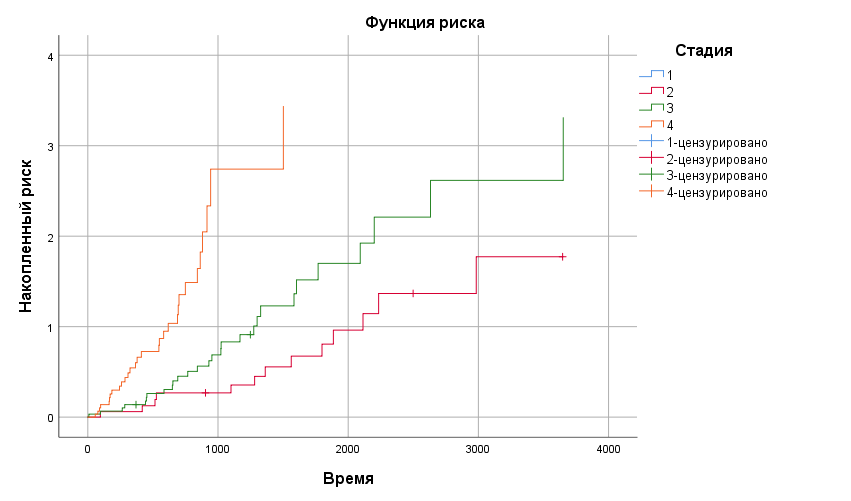 Функция риска
Стадия
1
2
3
4
1-цензурировано
2-цензурировано
3-цензурировано
4-цензурировано
Накопленный риск
4
3
2
1
0
0
1000
2000
3000
4000
Время